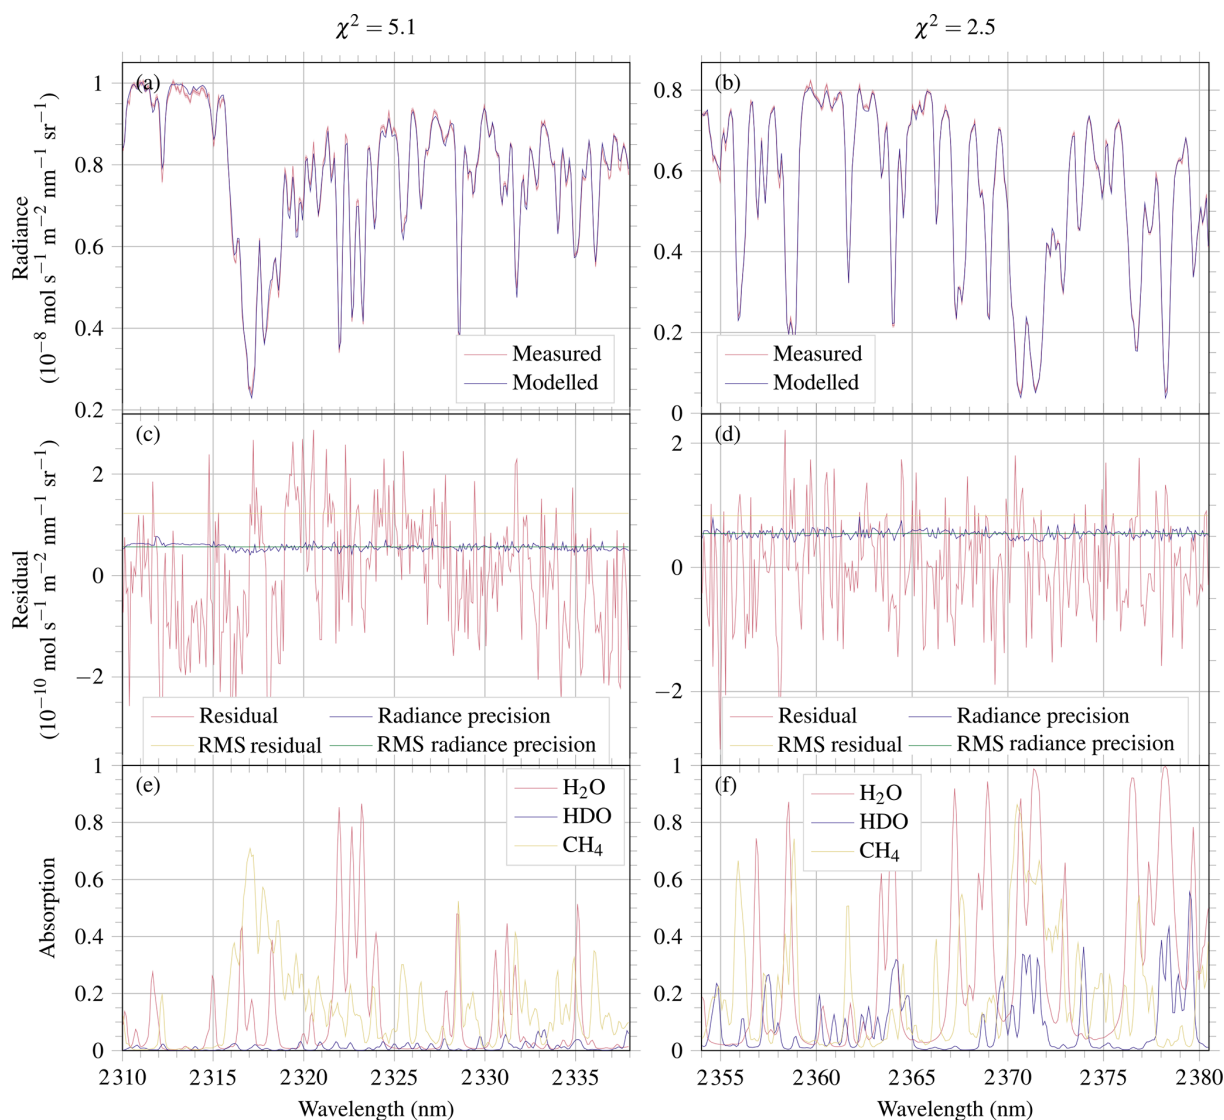 χ² = 5.1
χ² = 2.5
(a)
1
0.8
0.6
0.4
0.2
Radiance
(10⁻⁸ mol s⁻¹ m⁻² nm⁻¹ sr⁻¹)
Measured
Modelled
(b)
0.8
0.6
0.4
0.2
0
Measured
Modelled
(c)
2
0
−2
Residual
(10⁻¹⁰ mol s⁻¹ m⁻² nm⁻¹ sr⁻¹)
Residual
Radiance precision
RMS residual
RMS radiance precision
(d)
2
0
−2
Residual
Radiance precision
RMS residual
RMS radiance precision
(e)
1
0.8
0.6
0.4
0.2
0
Absorption
H₂O
HDO
CH₄
2310 2315 2320 2325 2330 2335
Wavelength (nm)
(f)
1
0.8
0.6
0.4
0.2
0
H₂O
HDO
CH₄
2355 2360 2365 2370 2375 2380
Wavelength (nm)